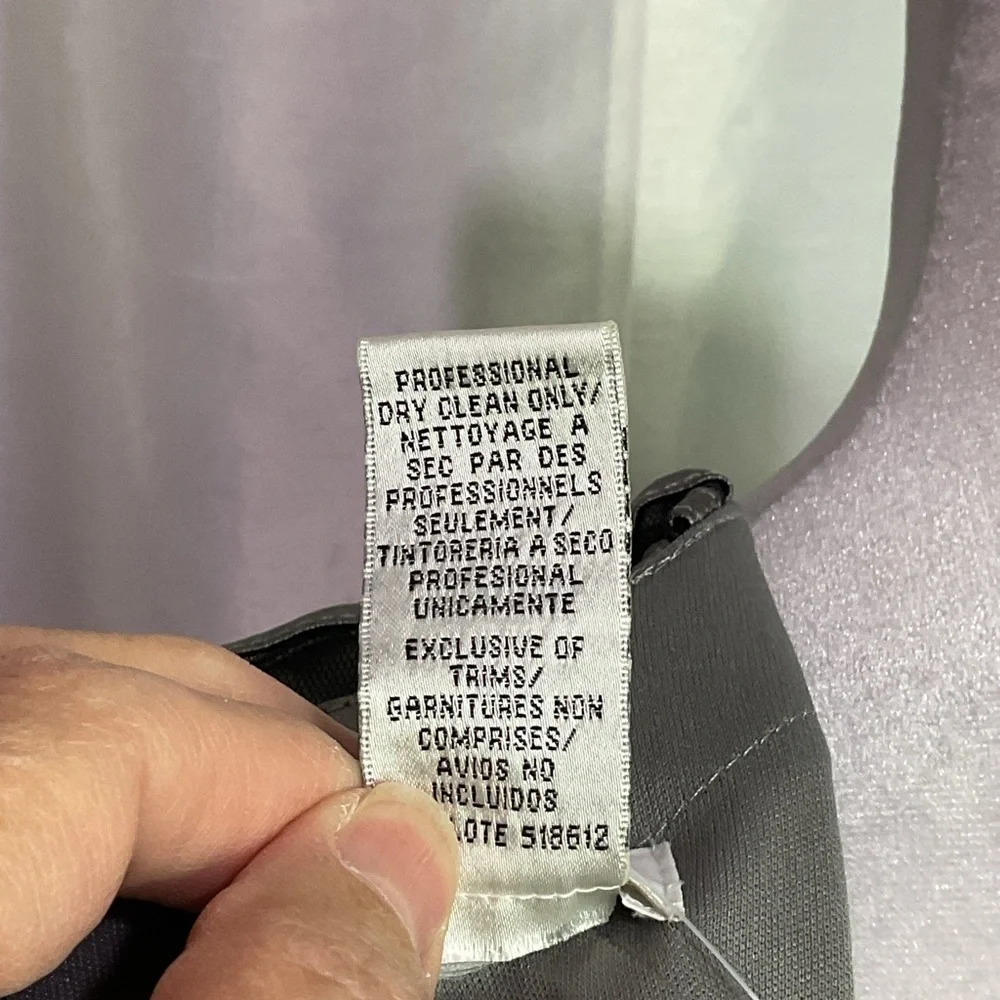 PROFESSIONAL
DRY CLEAN ONLY/
NETTOYAGE A
SEC PAR DES
PROFESSIONNELS
SEULEMENT/
TINTORERIA A SECO
PROFESIONAL
UNICAMENTE
EXCLUSIVE OF
TRIMS/
GARNITURES NON
COMPRISES/
AVIOS NO
INCLUIDOS
LOTE 518612